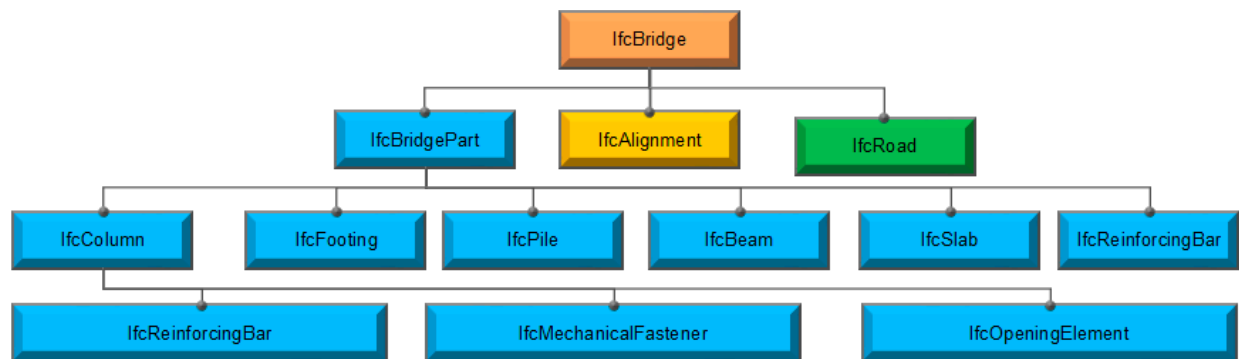 IfcBridge
IfcBridgePart
IfcAlignment
IfcRoad
IfcColumn
IfcFooting
IfcPile
IfcBeam
IfcSlab
IfcReinforcingBar
IfcReinforcingBar
IfcMechanicalFastener
IfcOpeningElement